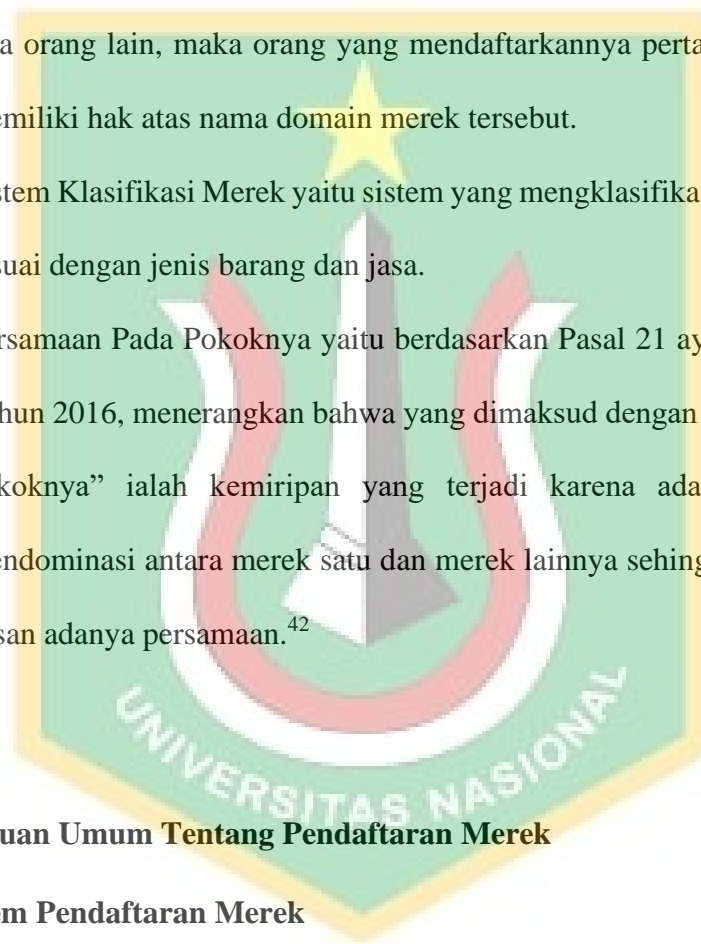 a orang lain, maka orang yang mendaftarkannya perta
emiliki hak atas nama domain merek tersebut.
stem Klasifikasi Merek yaitu sistem yang mengklasifika
suai dengan jenis barang dan jasa.
ersamaan Pada Pokoknya yaitu berdasarkan Pasal 21 ay
hun 2016, menerangkan bahwa yang dimaksud dengan
koknya” ialah kemiripan yang terjadi karena ada
endominasi antara merek satu dan merek lainnya sehing
san adanya persamaan.42
UNIVERSITAS NASIONAL
uan Umum Tentang Pendaftaran Merek
em Pendaftaran Merek